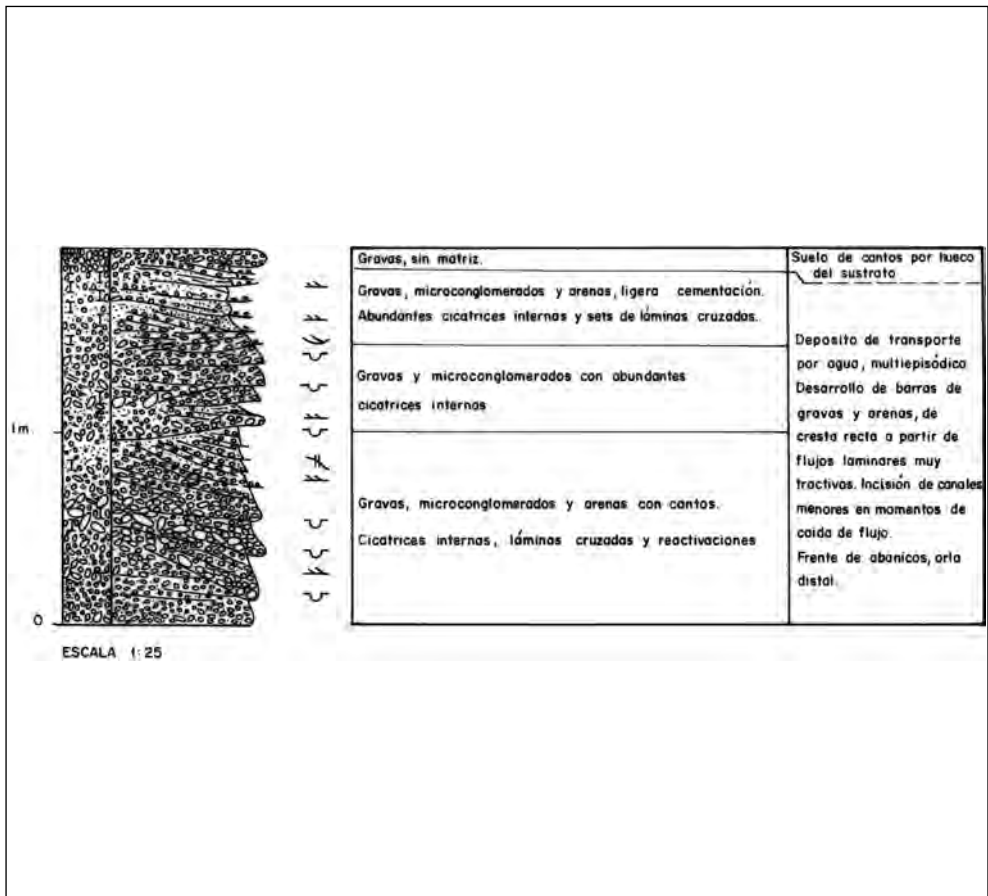 Gravas, sin matriz.
Gravas, microconglomerados y arenas, ligera cementación.
Abundantes cicátrices internas y sets de láminas cruzadas.
Gravas y microconglomerados con abundantes
cicatrices internas
Gravas, microconglomerados y arenas con cantos.
Cicatrices internas, láminas cruzadas y reactivaciones
Suelo de cantos por hueco
del sustrato
Deposito de transporte
por agua, multiepisódico
Desarrollo de barras de
gravas y arenas, de
cresta recta a partir de
flujos laminares muy
tractivos. Incisión de canales
menores en momentos de
caida de flujo.
Frente de abanicos, orla
distal.
1m.
0
ESCALA 1:25